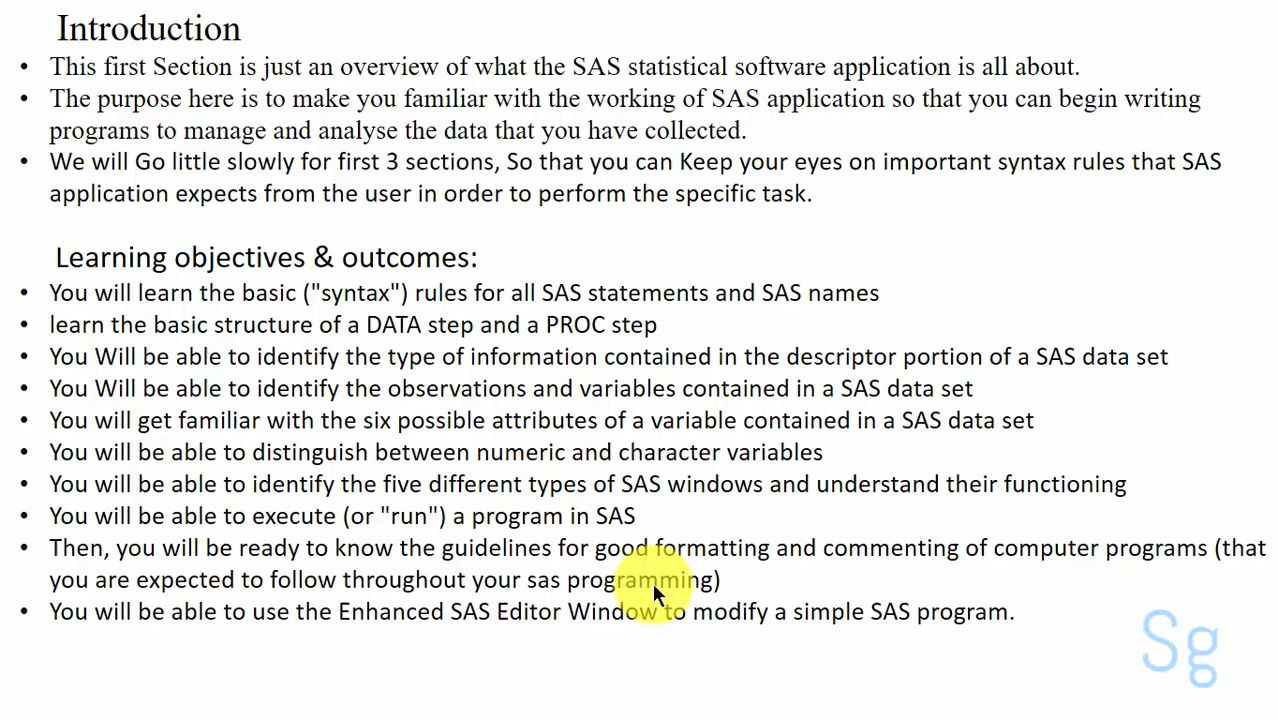 Introduction
• This first Section is just an overview of what the SAS statistical software application is all about.
• The purpose here is to make you familiar with the working of SAS application so that you can begin writing
programs to manage and analyse the data that you have collected.
• We will Go little slowly for first 3 sections, So that you can Keep your eyes on important syntax rules that SAS
application expects from the user in order to perform the specific task.
Learning objectives & outcomes:
• You will learn the basic ("syntax") rules for all SAS statements and SAS names
• learn the basic structure of a DATA step and a PROC step
• You Will be able to identify the type of information contained in the descriptor portion of a SAS data set
• You Will be able to identify the observations and variables contained in a SAS data set
• You will get familiar with the six possible attributes of a variable contained in a SAS data set
• You will be able to distinguish between numeric and character variables
• You will be able to identify the five different types of SAS windows and understand their functioning
• You will be able to execute (or "run") a program in SAS
• Then, you will be ready to know the guidelines for good formatting and commenting of computer programs (that
you are expected to follow throughout your sas programming)
• You will be able to use the Enhanced SAS Editor Window to modify a simple SAS program.
Sg